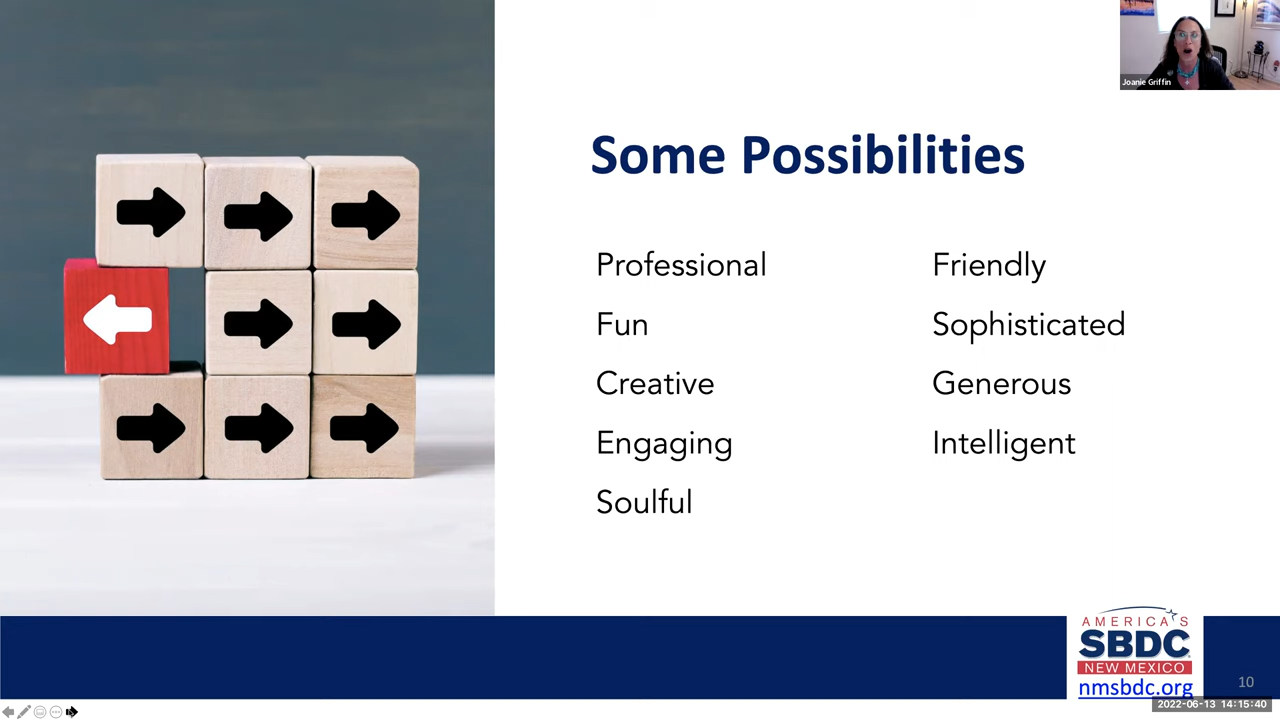 Joanie Griffin
Some Possibilities
Professional
Fun
Creative
Engaging
Soulful
Friendly
Sophisticated
Generous
Intelligent
AMERICA'S
SBDC
NEW MEXICO
nmsbdc.org
10
2022-06-13 14:15:40